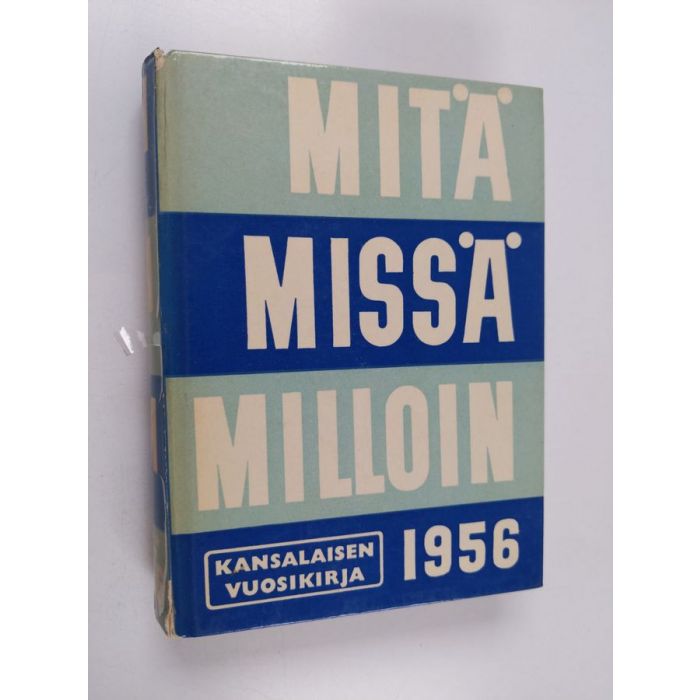 MITÄ
MISSÄ
MILLOIN
KANSALAISEN
VUOSIKIRJA
1956